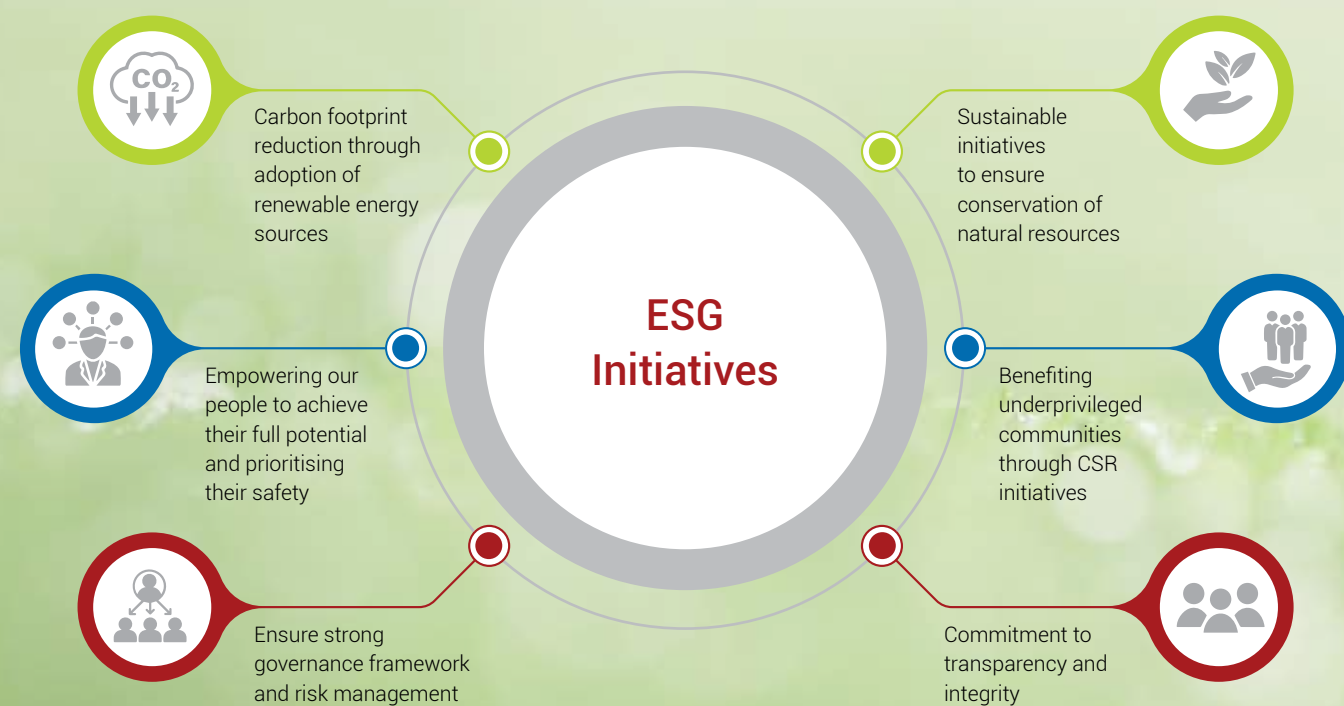 CO₂
Carbon footprint
reduction through
adoption of
renewable energy
sources
Sustainable
initiatives
to ensure
conservation of
natural resources
ESG
Initiatives
Empowering our
people to achieve
their full potential
and prioritising
their safety
Benefiting
underprivileged
communities
through CSR
initiatives
Ensure strong
governance framework
and risk management
Commitment to
transparency and
integrity